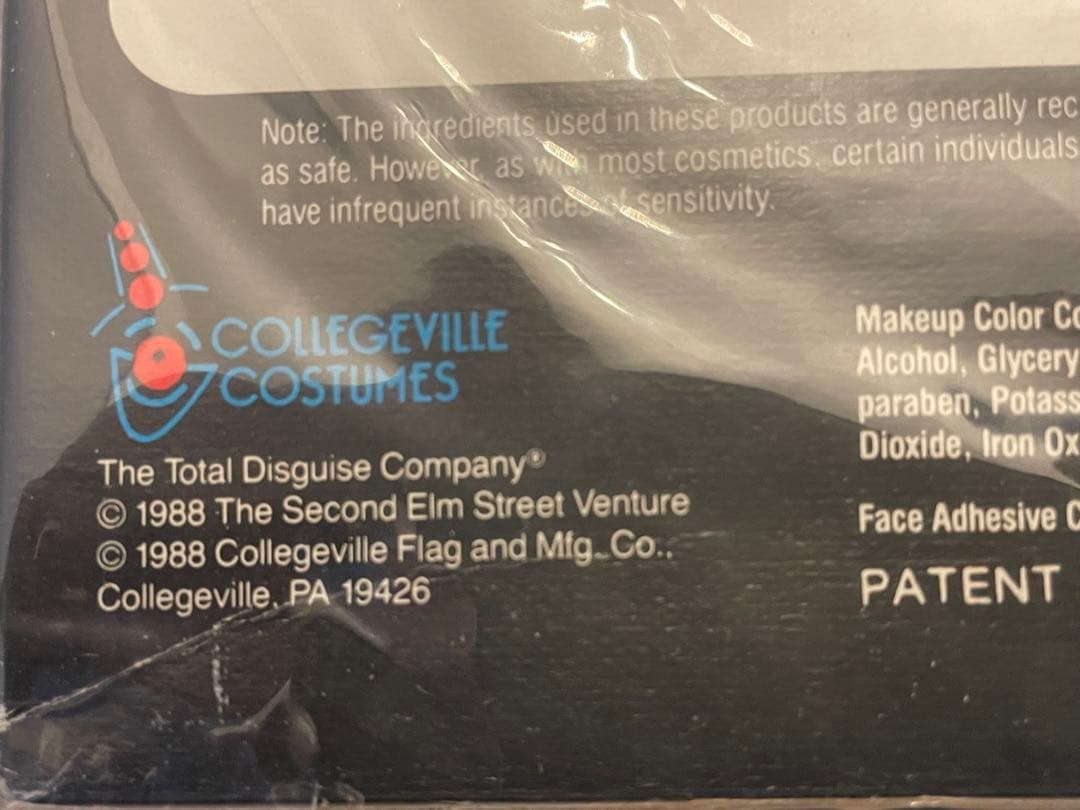 Note: The ingredients used in these products are generally rec
as safe. However, as with most cosmetics, certain individuals
have infrequent instances of sensitivity.
COLLEGEVILLE
COSTUMES
The Total Disguise Company®
© 1988 The Second Elm Street Venture
© 1988 Collegeville Flag and Mfg. Co.,
Collegeville, PA 19426
Makeup Color Co
Alcohol, Glycery
paraben, Potass
Dioxide, Iron Ox
Face Adhesive C
PATENT